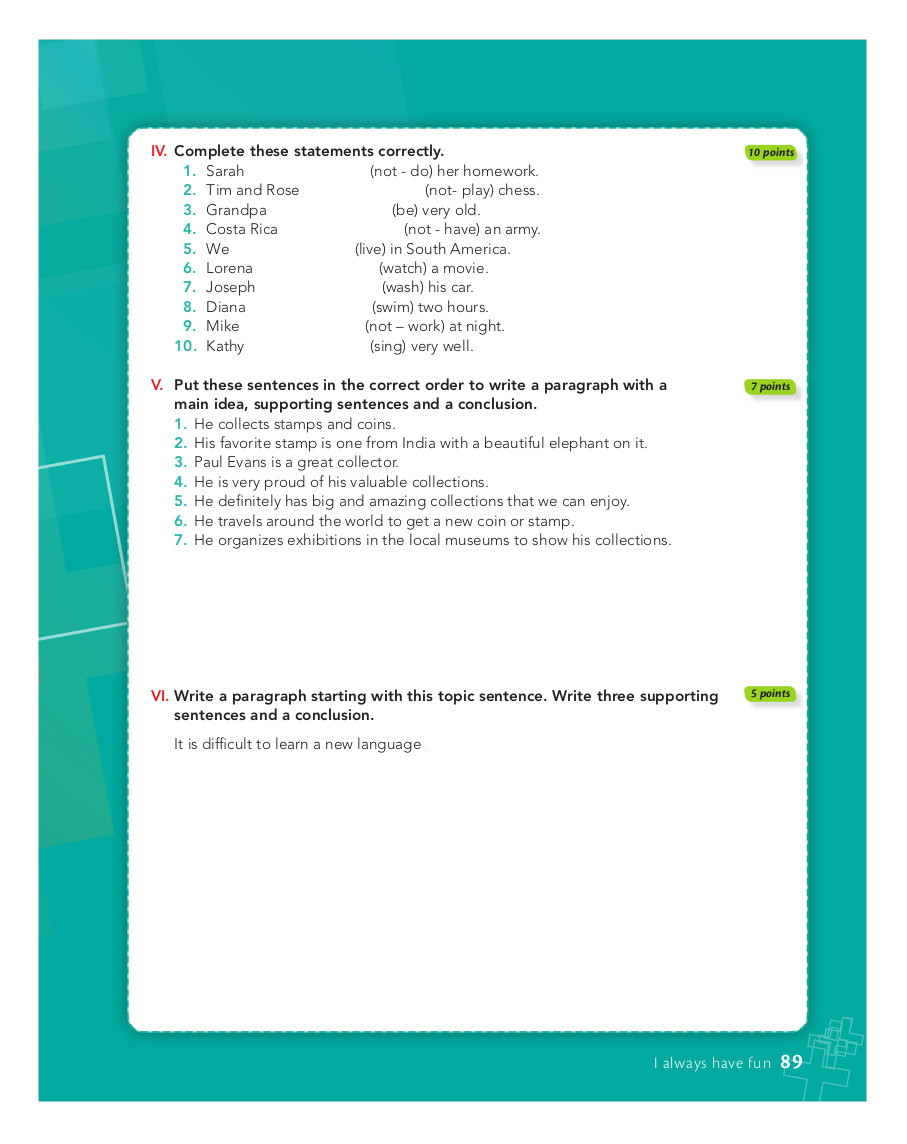 IV. Complete these statements correctly.
10 points
1. Sarah (not - do) her homework.
2. Tim and Rose (not- play) chess.
3. Grandpa (be) very old.
4. Costa Rica (not - have) an army.
5. We (live) in South America.
6. Lorena (watch) a movie.
7. Joseph (wash) his car.
8. Diana (swim) two hours.
9. Mike (not – work) at night.
10. Kathy (sing) very well.
V. Put these sentences in the correct order to write a paragraph with a
7 points
main idea, supporting sentences and a conclusion.
1. He collects stamps and coins.
2. His favorite stamp is one from India with a beautiful elephant on it.
3. Paul Evans is a great collector.
4. He is very proud of his valuable collections.
5. He definitely has big and amazing collections that we can enjoy.
6. He travels around the world to get a new coin or stamp.
7. He organizes exhibitions in the local museums to show his collections.
VI. Write a paragraph starting with this topic sentence. Write three supporting
5 points
sentences and a conclusion.
It is difficult to learn a new language
I always have fun 89